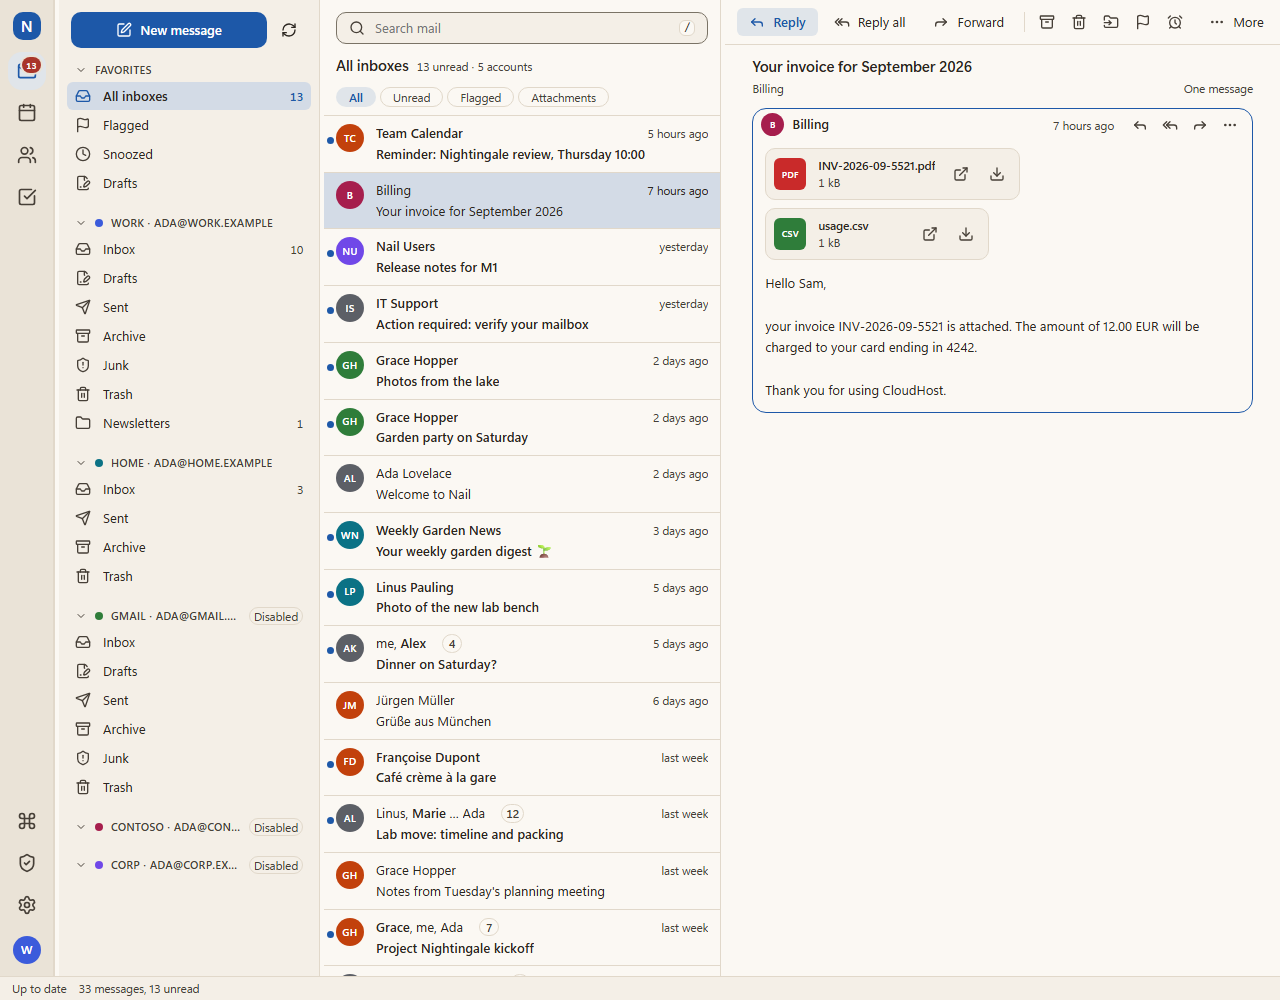 N
13
W
New message
FAVORITES
All inboxes 13
Flagged
Snoozed
Drafts
WORK · ADA@WORK.EXAMPLE
Inbox 10
Drafts
Sent
Archive
Junk
Trash
Newsletters 1
HOME · ADA@HOME.EXAMPLE
Inbox 3
Sent
Archive
Trash
GMAIL · ADA@GMAIL.... Disabled
Inbox
Drafts
Sent
Archive
Junk
Trash
CONTOSO · ADA@CON... Disabled
CORP · ADA@CORP.EX... Disabled
Search mail /
All inboxes 13 unread · 5 accounts
All Unread Flagged Attachments
TC Team Calendar 5 hours ago
Reminder: Nightingale review, Thursday 10:00
B Billing 7 hours ago
Your invoice for September 2026
NU Nail Users yesterday
Release notes for M1
IS IT Support yesterday
Action required: verify your mailbox
GH Grace Hopper 2 days ago
Photos from the lake
GH Grace Hopper 2 days ago
Garden party on Saturday
AL Ada Lovelace 2 days ago
Welcome to Nail
WN Weekly Garden News 3 days ago
Your weekly garden digest 🌱
LP Linus Pauling 5 days ago
Photo of the new lab bench
AK me, Alex 4 5 days ago
Dinner on Saturday?
JM Jürgen Müller 6 days ago
Grüße aus München
FD Françoise Dupont last week
Café crème à la gare
AL Linus, Marie ... Ada 12 last week
Lab move: timeline and packing
GH Grace Hopper last week
Notes from Tuesday's planning meeting
GH Grace, me, Ada 7 last week
Project Nightingale kickoff
Reply Reply all Forward More
Your invoice for September 2026
Billing One message
B Billing 7 hours ago
PDF INV-2026-09-5521.pdf
1 kB
CSV usage.csv
1 kB
Hello Sam,
your invoice INV-2026-09-5521 is attached. The amount of 12.00 EUR will be
charged to your card ending in 4242.
Thank you for using CloudHost.
Up to date 33 messages, 13 unread